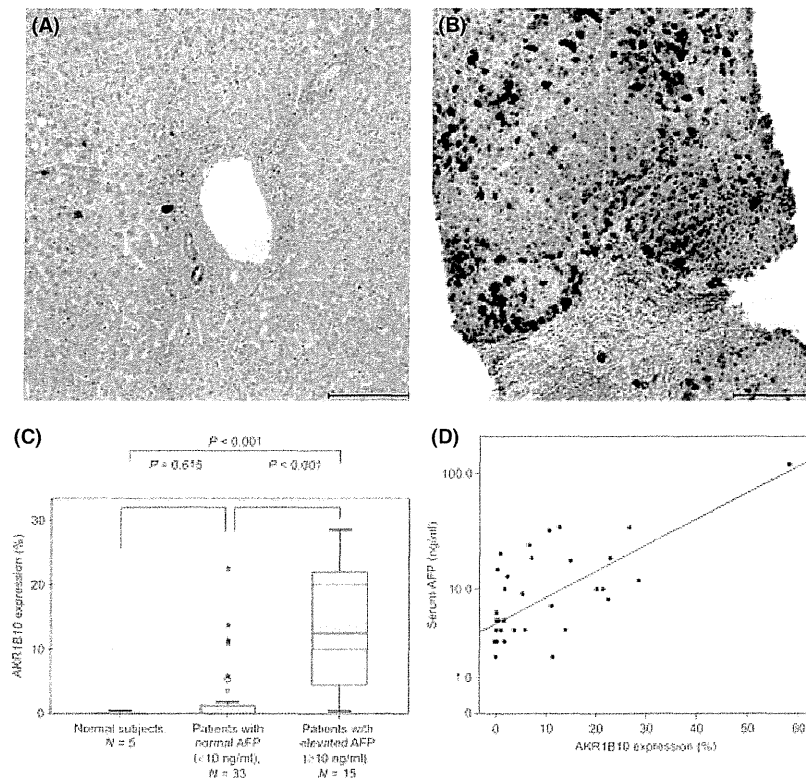 (A)
(B)
(C)
P < 0.001
P = 0.615
P < 0.001
AKR1B10 expression (%)
30
20
10
0
Normal subjects
N = 5
Patients with
normal AFP
(<10 ng/ml),
N = 33
Patients with
elevated AFP
(≥10 ng/ml)
N = 15
(D)
Serum AFP (ng/ml)
100.0
10.0
1.0
0
10
20
30
40
50
60
AKR1B10 expression (%)